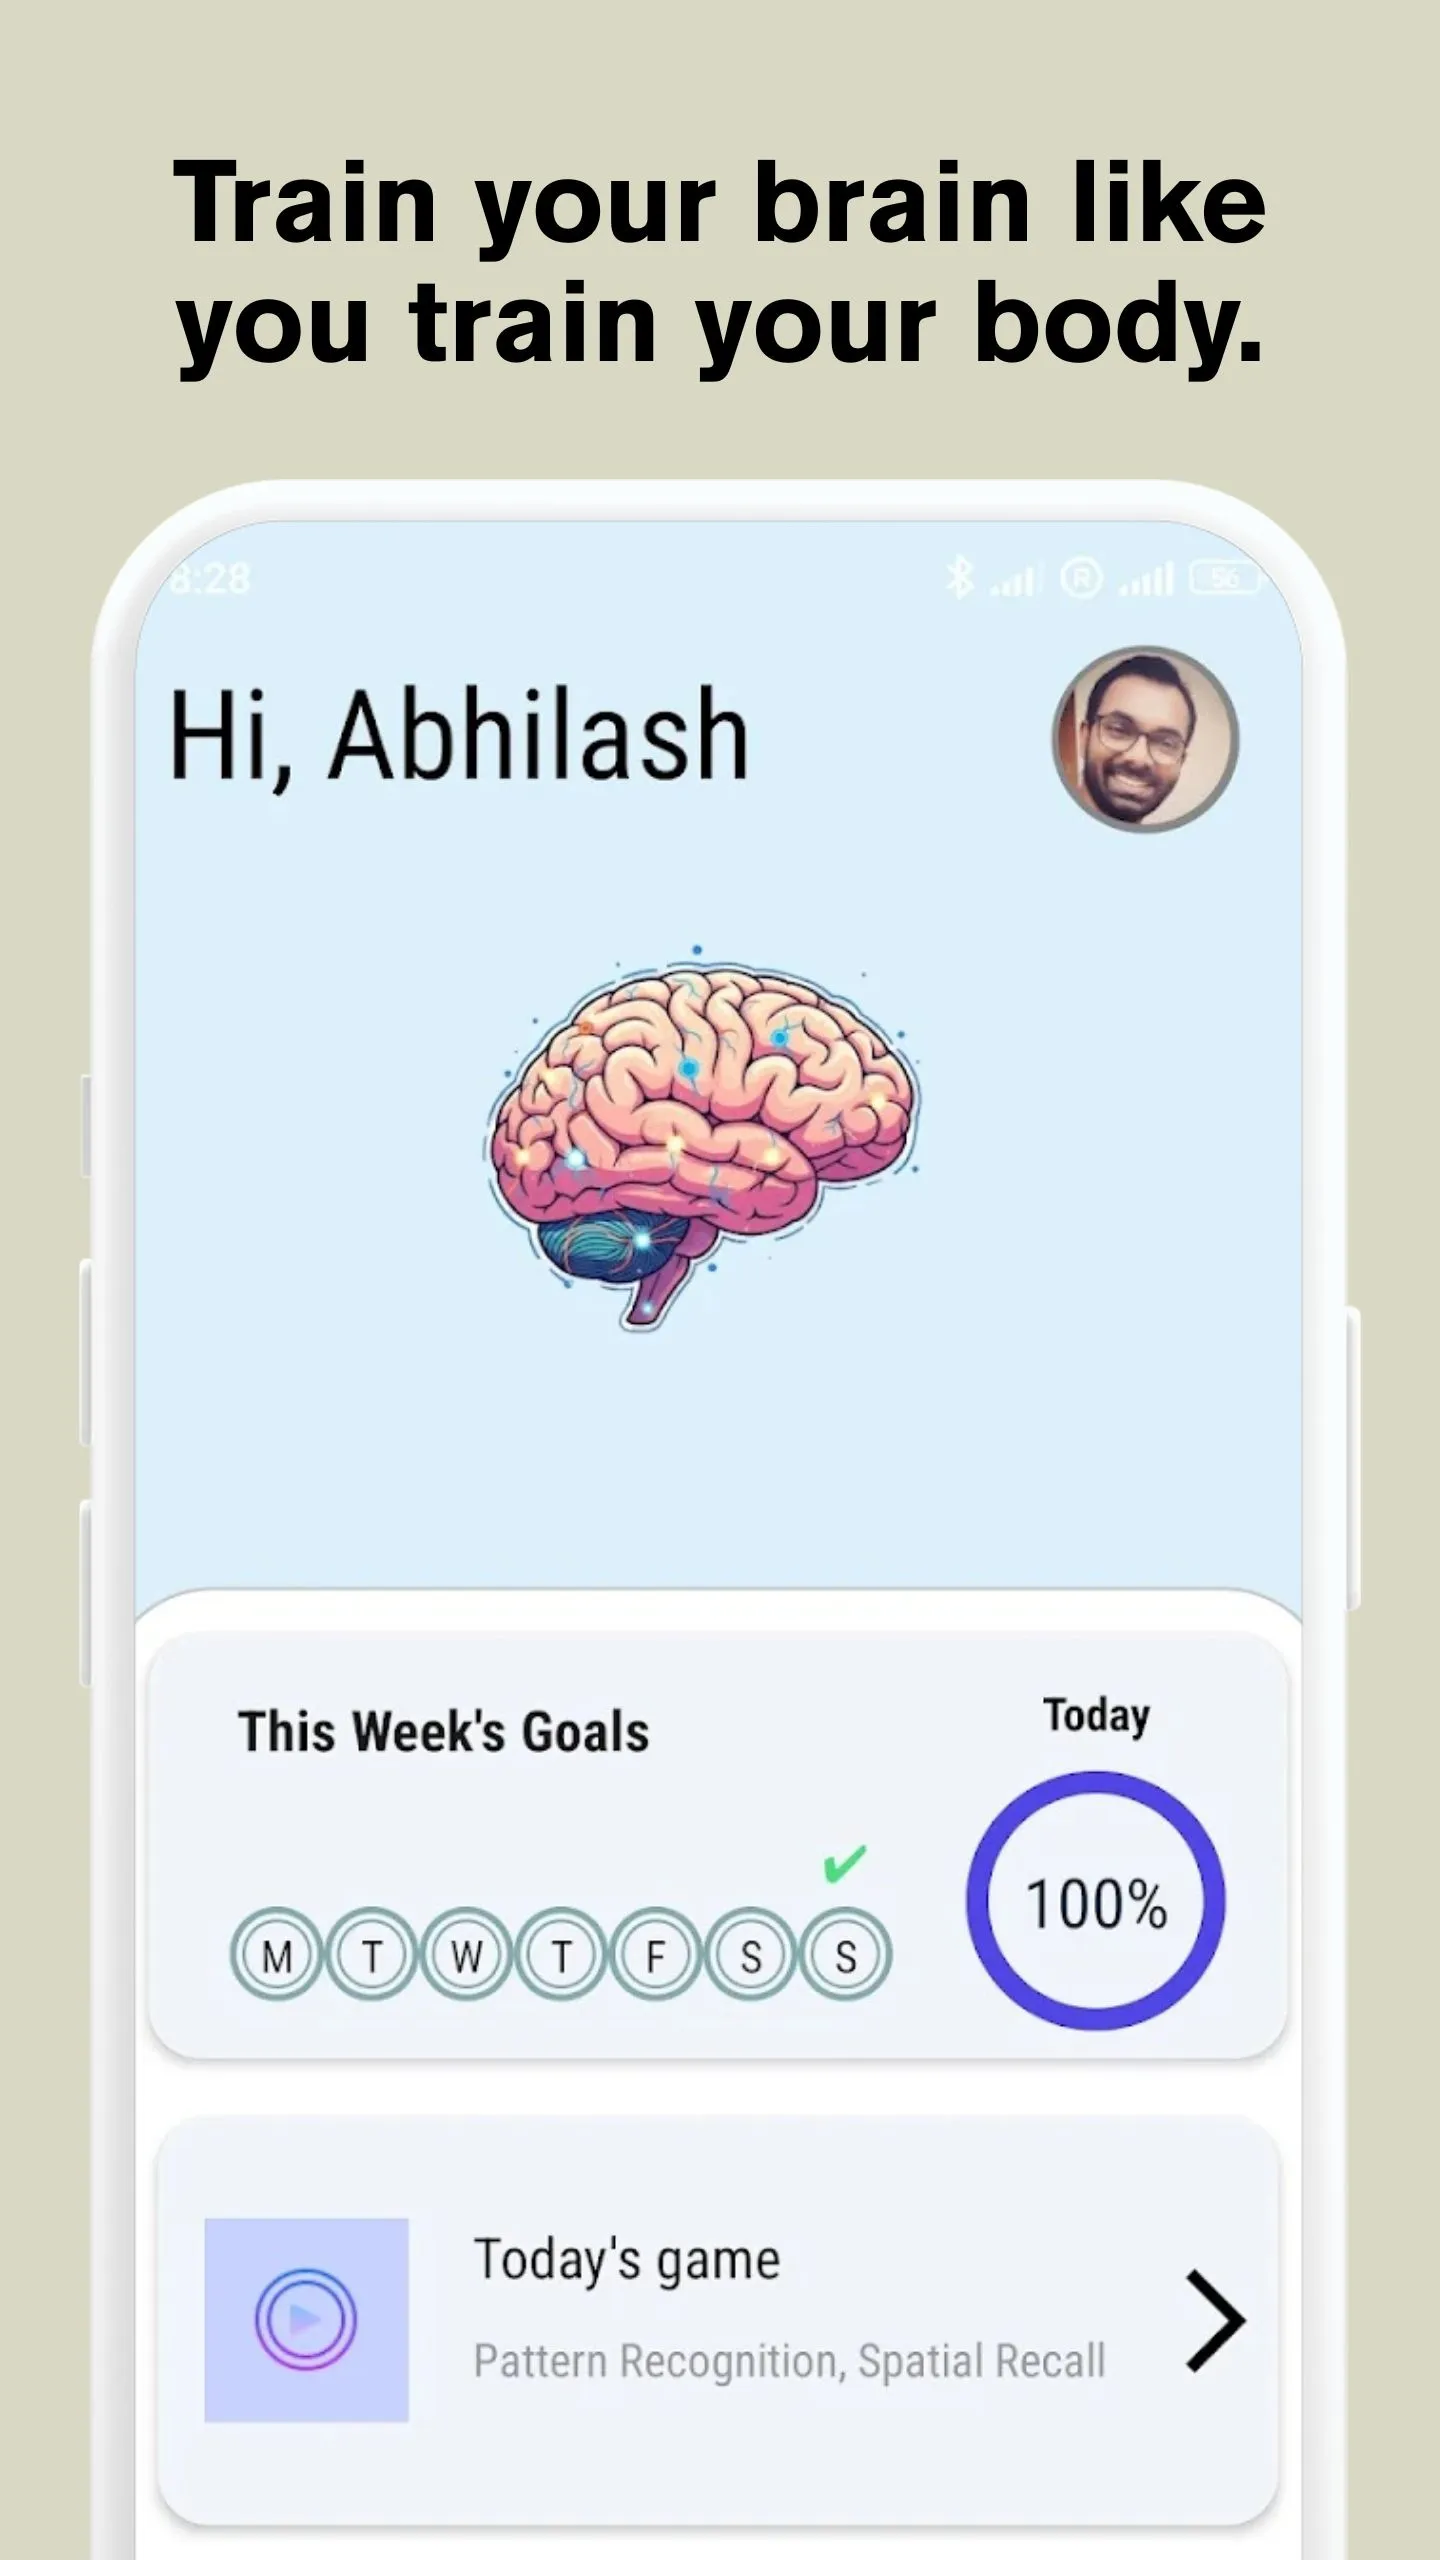 Train your brain like
you train your body.
8:28
R
56
Hi, Abhilash
This Week's Goals
Today
M T W T F S S
100%
Today's game
Pattern Recognition, Spatial Recall